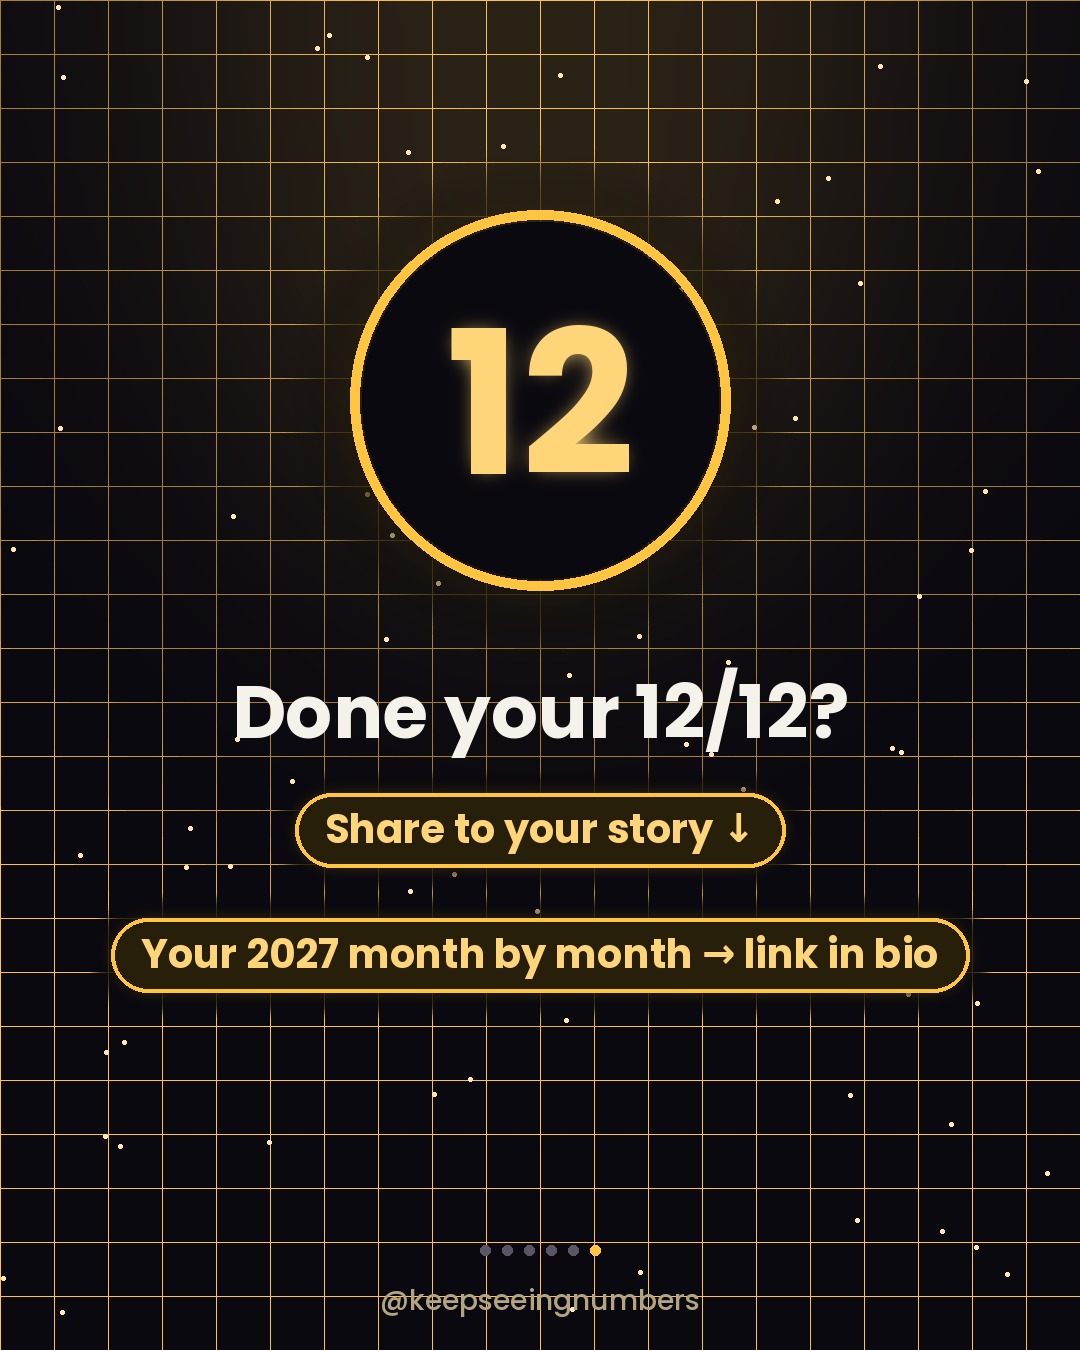 12
Done your 12/12?
Share to your story ↓
Your 2027 month by month → link in bio
@keepseeingnumbers